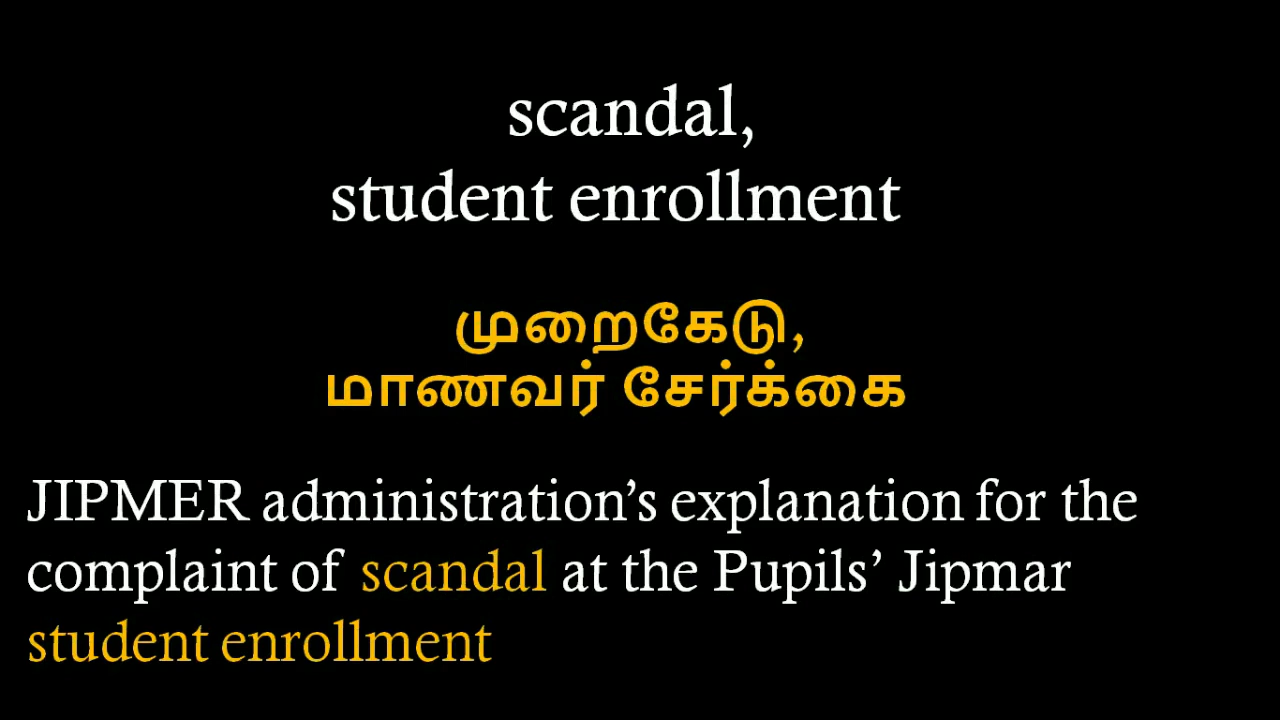 scandal,
student enrollment
முறைகேடு,
மாணவர் சேர்க்கை
JIPMER administration’s explanation for the
complaint of scandal at the Pupils’ Jipmar
student enrollment